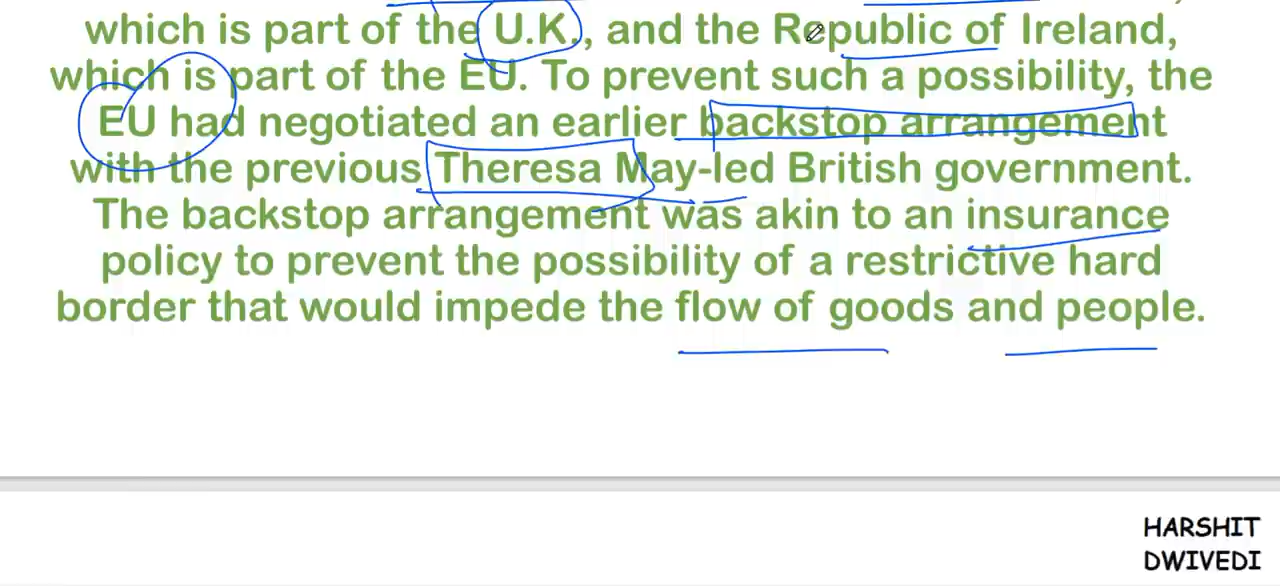 which is part of the U.K., and the Republic of Ireland,
which is part of the EU. To prevent such a possibility, the
EU had negotiated an earlier backstop arrangement
with the previous Theresa May-led British government.
The backstop arrangement was akin to an insurance
policy to prevent the possibility of a restrictive hard
border that would impede the flow of goods and people.
HARSHIT
DWIVEDI